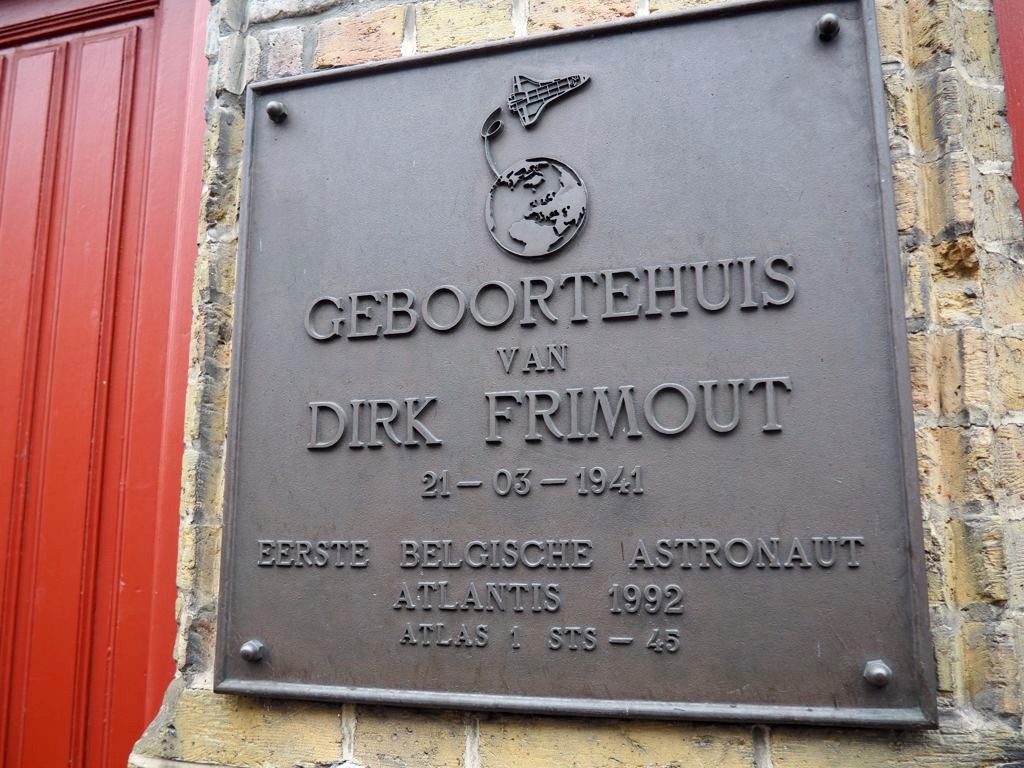 GEBOORTEHUIS
VAN
DIRK FRIMOUT
21 - 03 - 1941
EERSTE BELGISCHE ASTRONAUT
ATLANTIS 1992
ATLAS 1 STS - 45